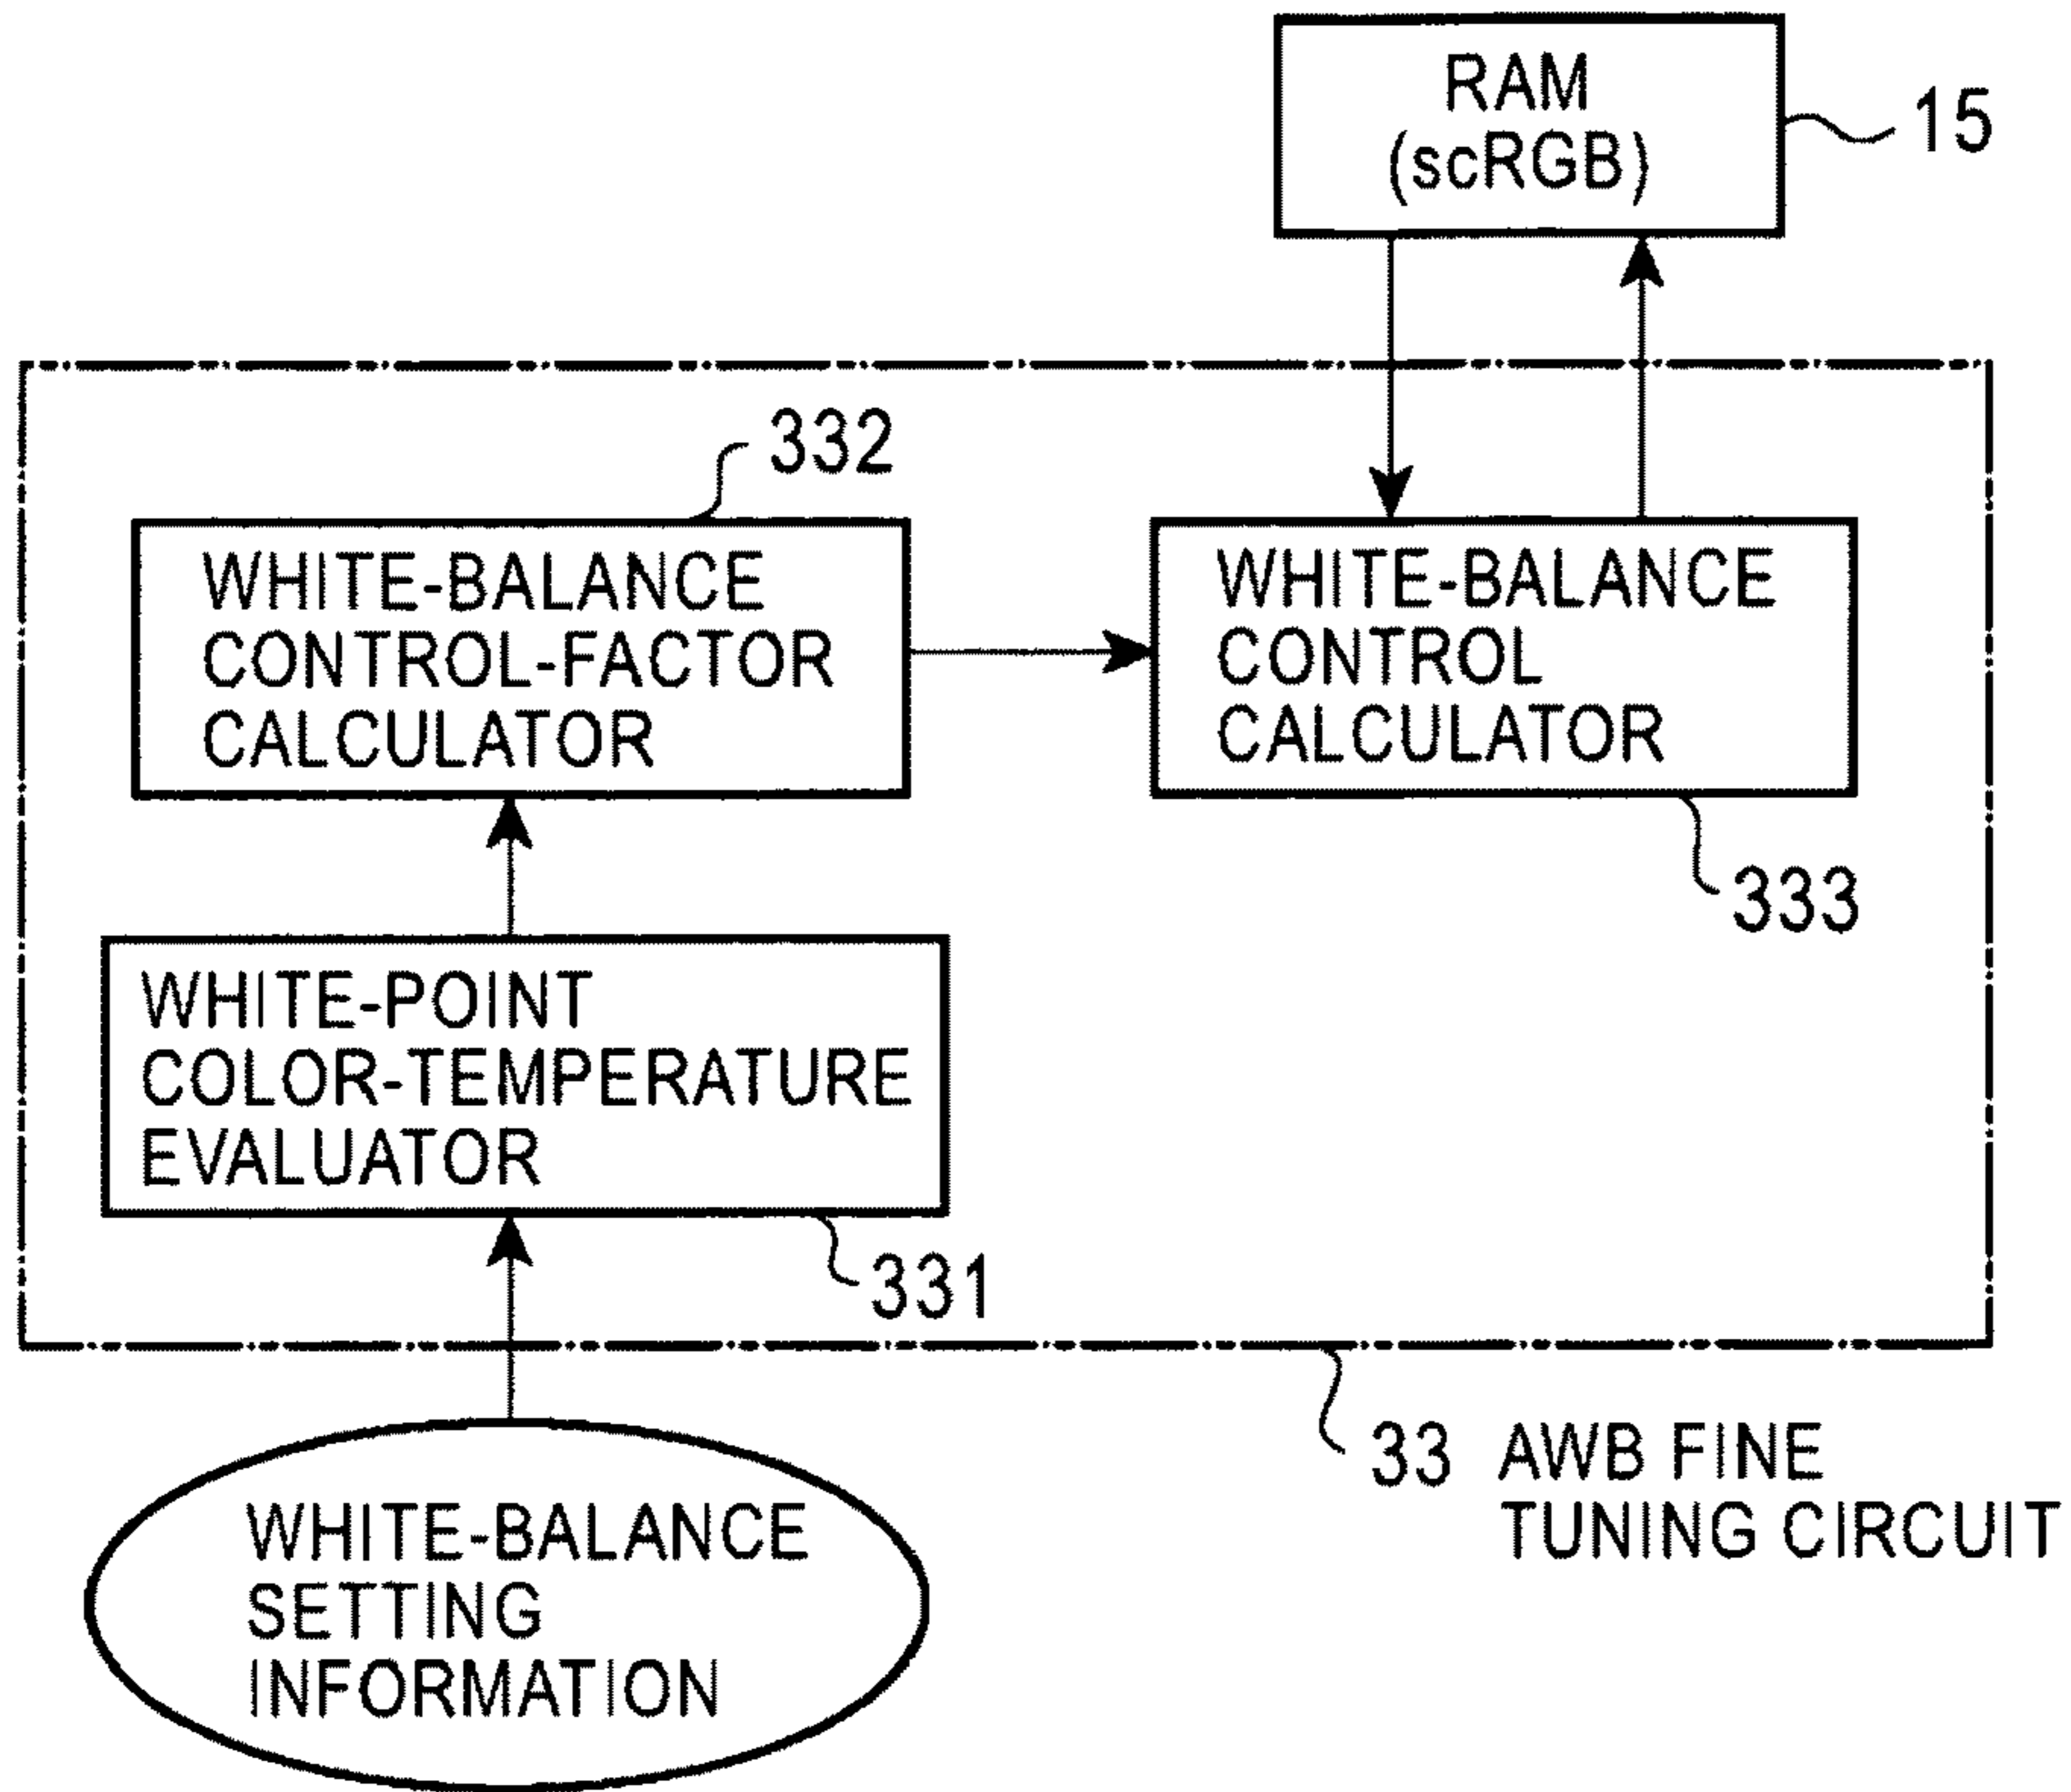 RAM
(scRGB)
15
332
WHITE-BALANCE
CONTROL-FACTOR
CALCULATOR
WHITE-BALANCE
CONTROL
CALCULATOR
333
WHITE-POINT
COLOR-TEMPERATURE
EVALUATOR
331
33 AWB FINE
TUNING CIRCUIT
WHITE-BALANCE
SETTING
INFORMATION